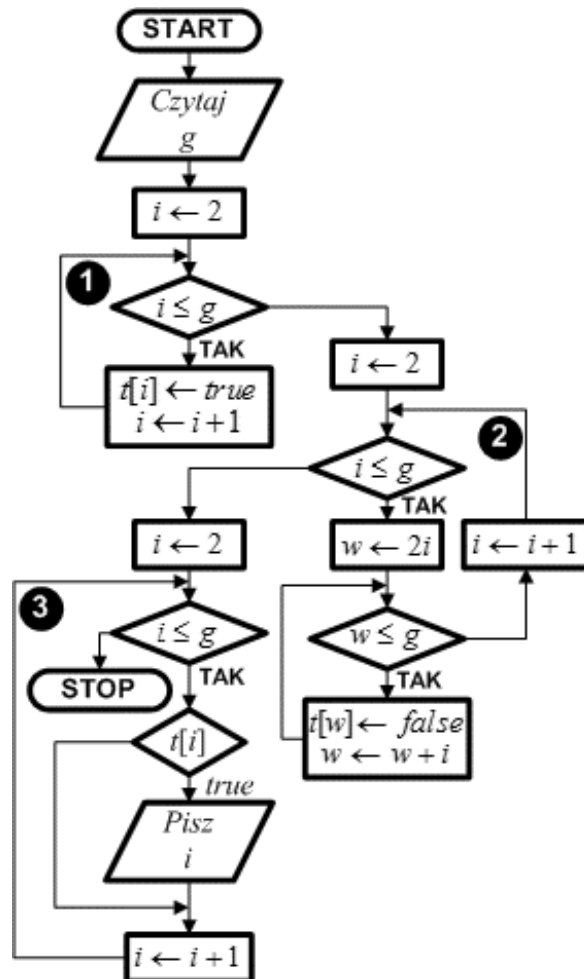 START
Czytaj
g
i ← 2
1
i ≤ g
TAK
t[i] ← true
i ← i + 1
i ← 2
2
i ≤ g
TAK
w ← 2i
i ← i + 1
w ≤ g
TAK
t[w] ← false
w ← w + i
i ← 2
3
i ≤ g
TAK
STOP
t[i]
true
Pisz
i
i ← i + 1